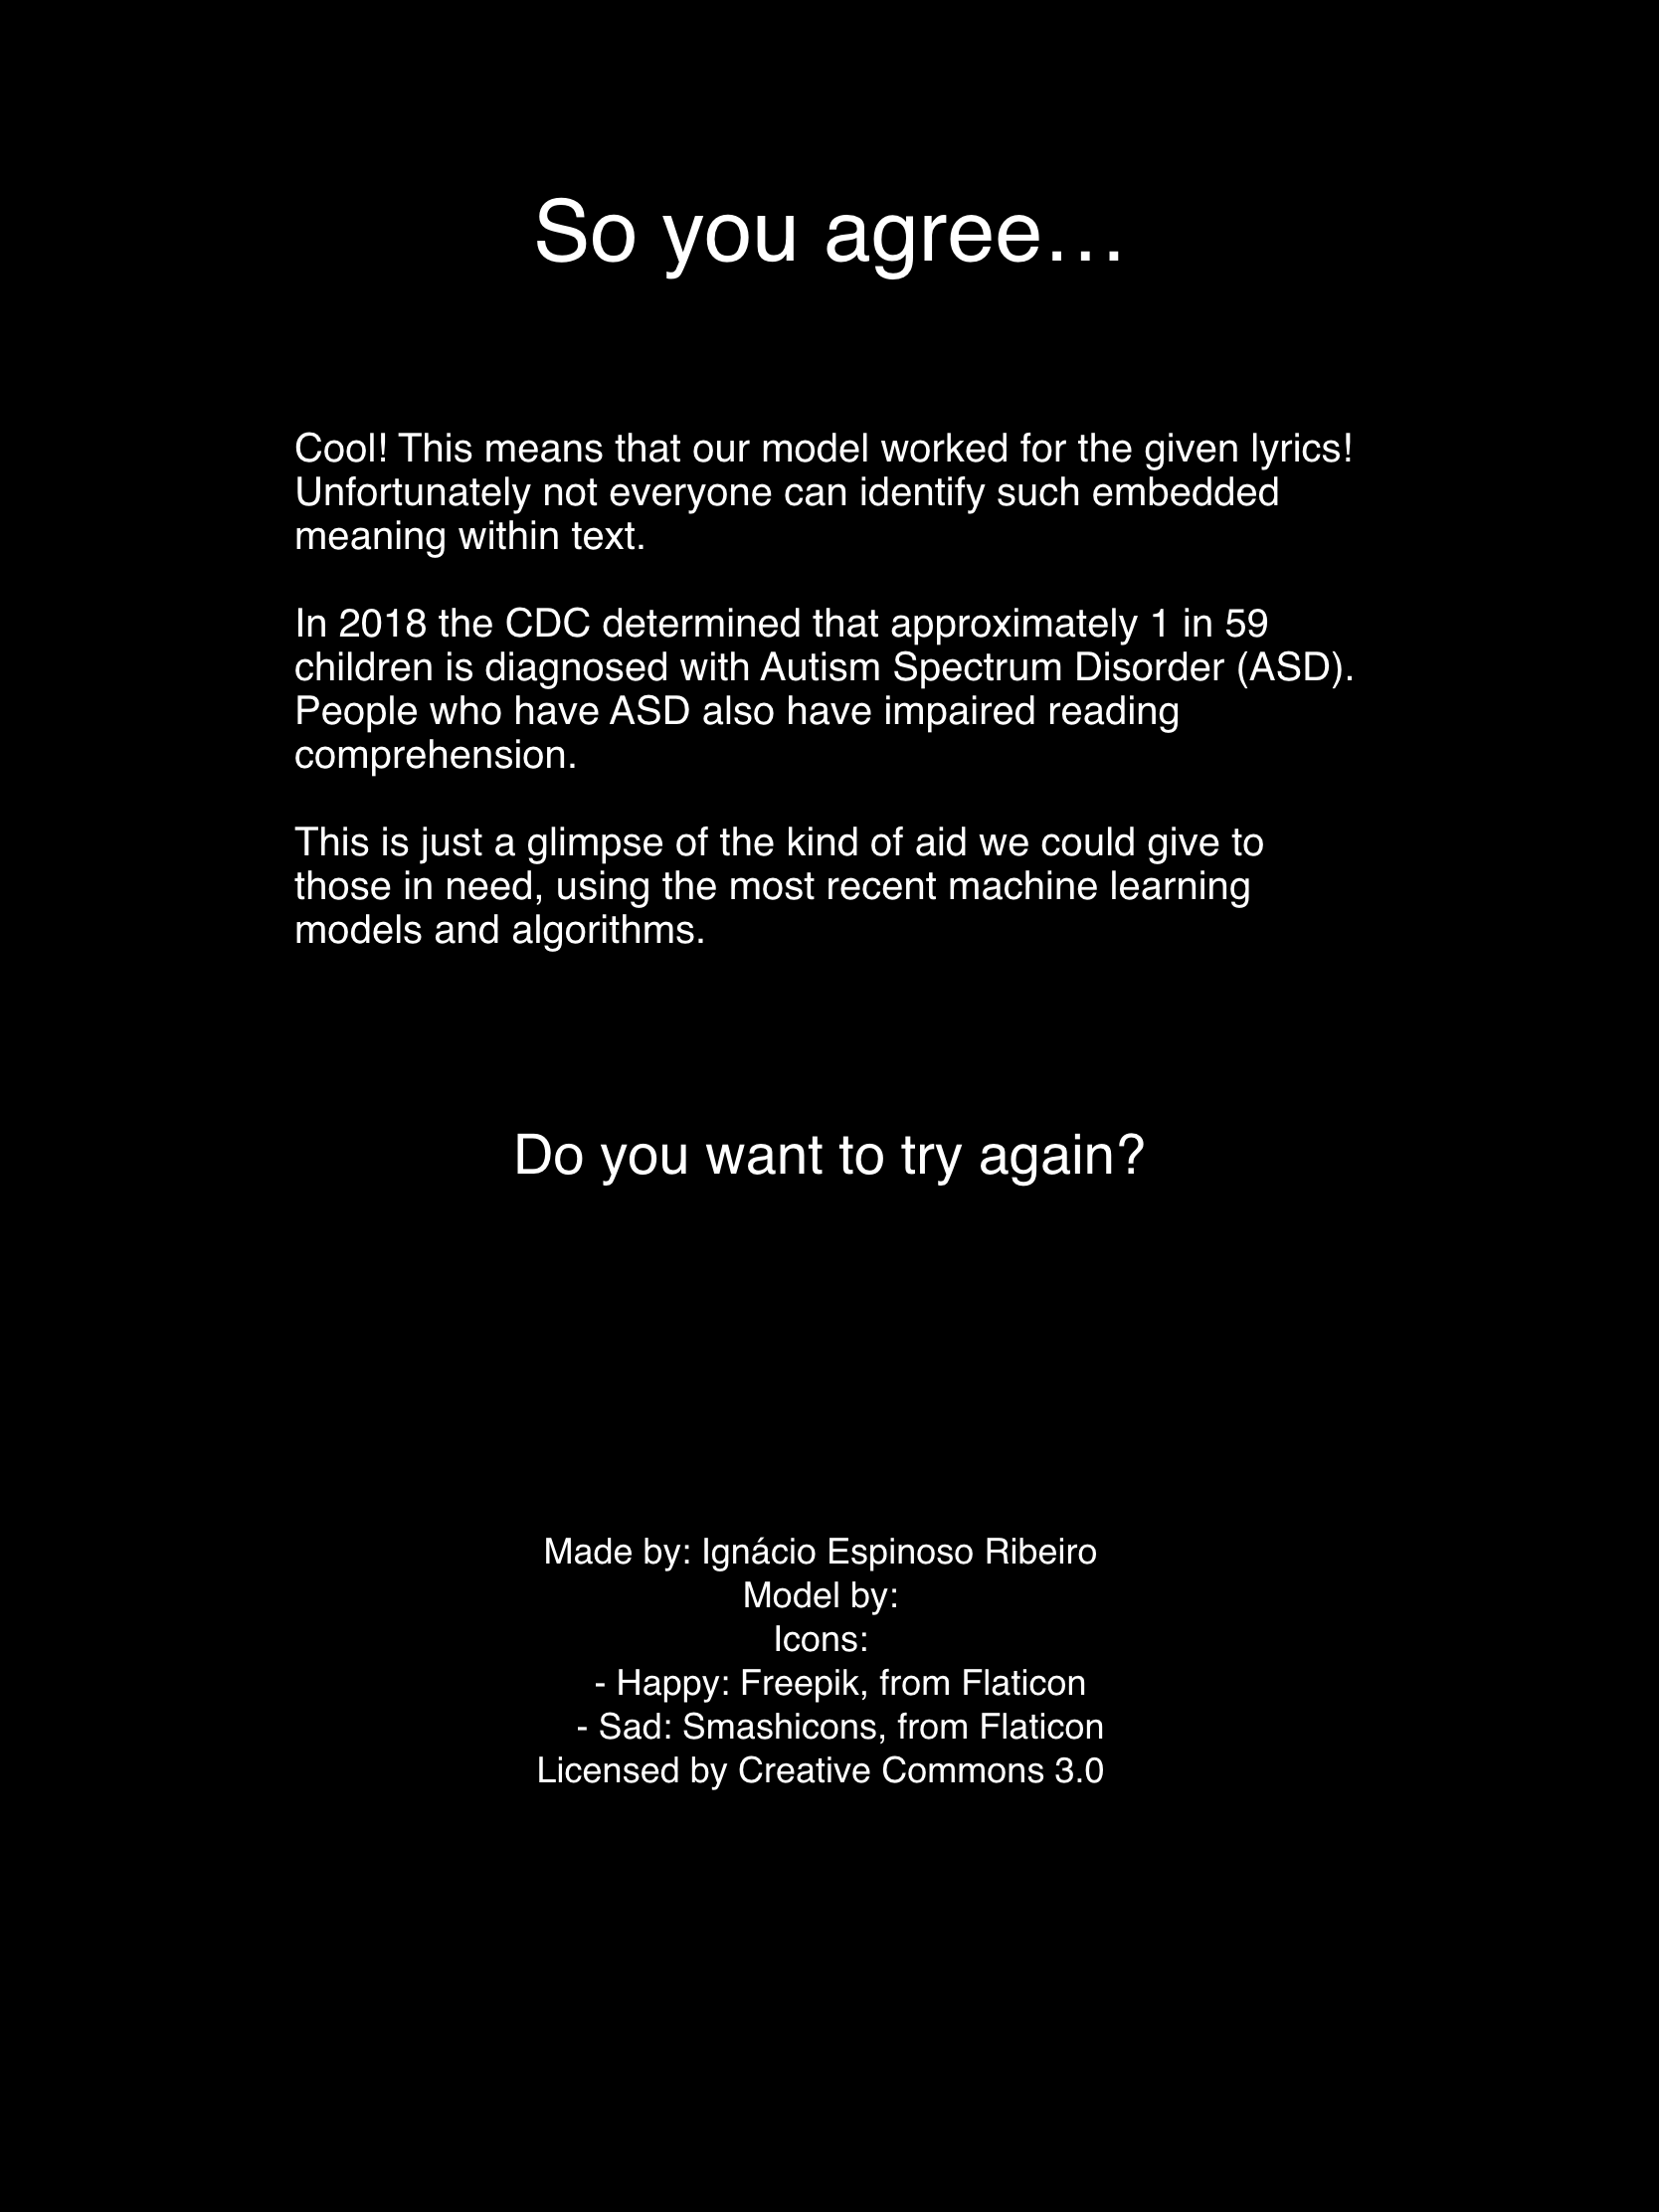 So you agree...
Cool! This means that our model worked for the given lyrics!
Unfortunately not everyone can identify such embedded
meaning within text.
In 2018 the CDC determined that approximately 1 in 59
children is diagnosed with Autism Spectrum Disorder (ASD).
People who have ASD also have impaired reading
comprehension.
This is just a glimpse of the kind of aid we could give to
those in need, using the most recent machine learning
models and algorithms.
Do you want to try again?
Made by: Ignácio Espinoso Ribeiro
Model by:
Icons:
- Happy: Freepik, from Flaticon
- Sad: Smashicons, from Flaticon
Licensed by Creative Commons 3.0